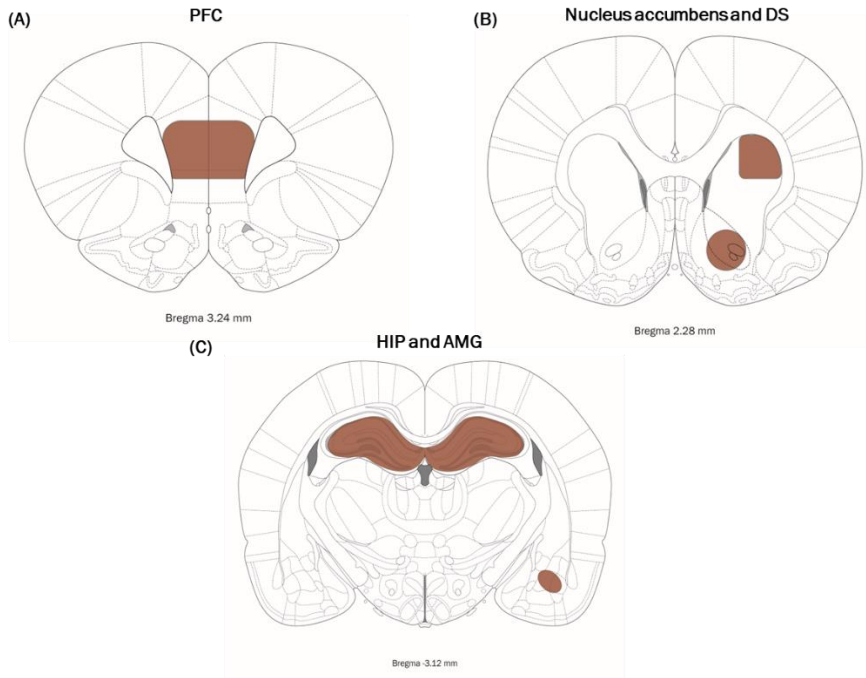 (A)
PFC
Bregma 3.24 mm
(B)
Nucleus accumbens and DS
Bregma 2.28 mm
(C)
HIP and AMG
Bregma -3.12 mm